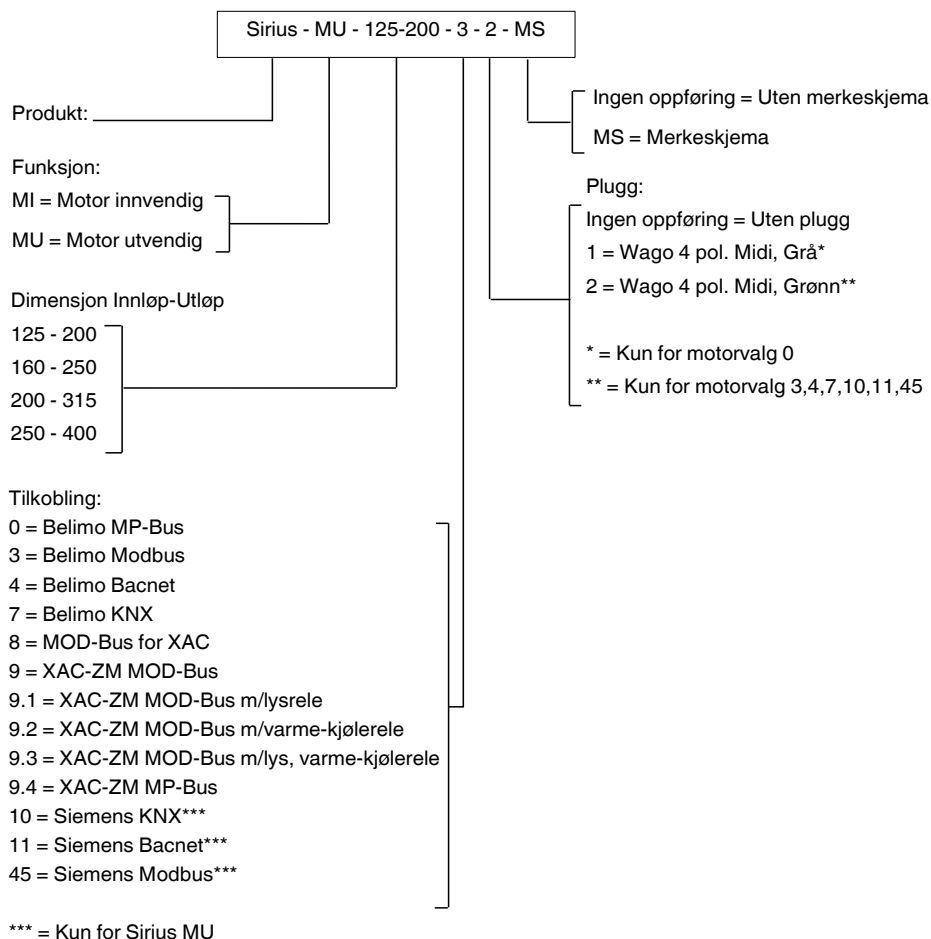 Sirius - MU - 125-200 - 3 - 2 - MS
Produkt:
Funksjon:
MI = Motor innvendig
MU = Motor utvendig
Dimensjon Innløp-Utløp
125 - 200
160 - 250
200 - 315
250 - 400
Tilkobling:
0 = Belimo MP-Bus
3 = Belimo Modbus
4 = Belimo Bacnet
7 = Belimo KNX
8 = MOD-Bus for XAC
9 = XAC-ZM MOD-Bus
9.1 = XAC-ZM MOD-Bus m/lysrele
9.2 = XAC-ZM MOD-Bus m/varme-kjølerele
9.3 = XAC-ZM MOD-Bus m/lys, varme-kjølerele
9.4 = XAC-ZM MP-Bus
10 = Siemens KNX***
11 = Siemens Bacnet***
45 = Siemens Modbus***
*** = Kun for Sirius MU
Ingen oppføring = Uten merkeskjema
MS = Merkeskjema
Plugg:
Ingen oppføring = Uten plugg
1 = Wago 4 pol. Midi, Grå*
2 = Wago 4 pol. Midi, Grønn**
* = Kun for motorvalg 0
** = Kun for motorvalg 3,4,7,10,11,45